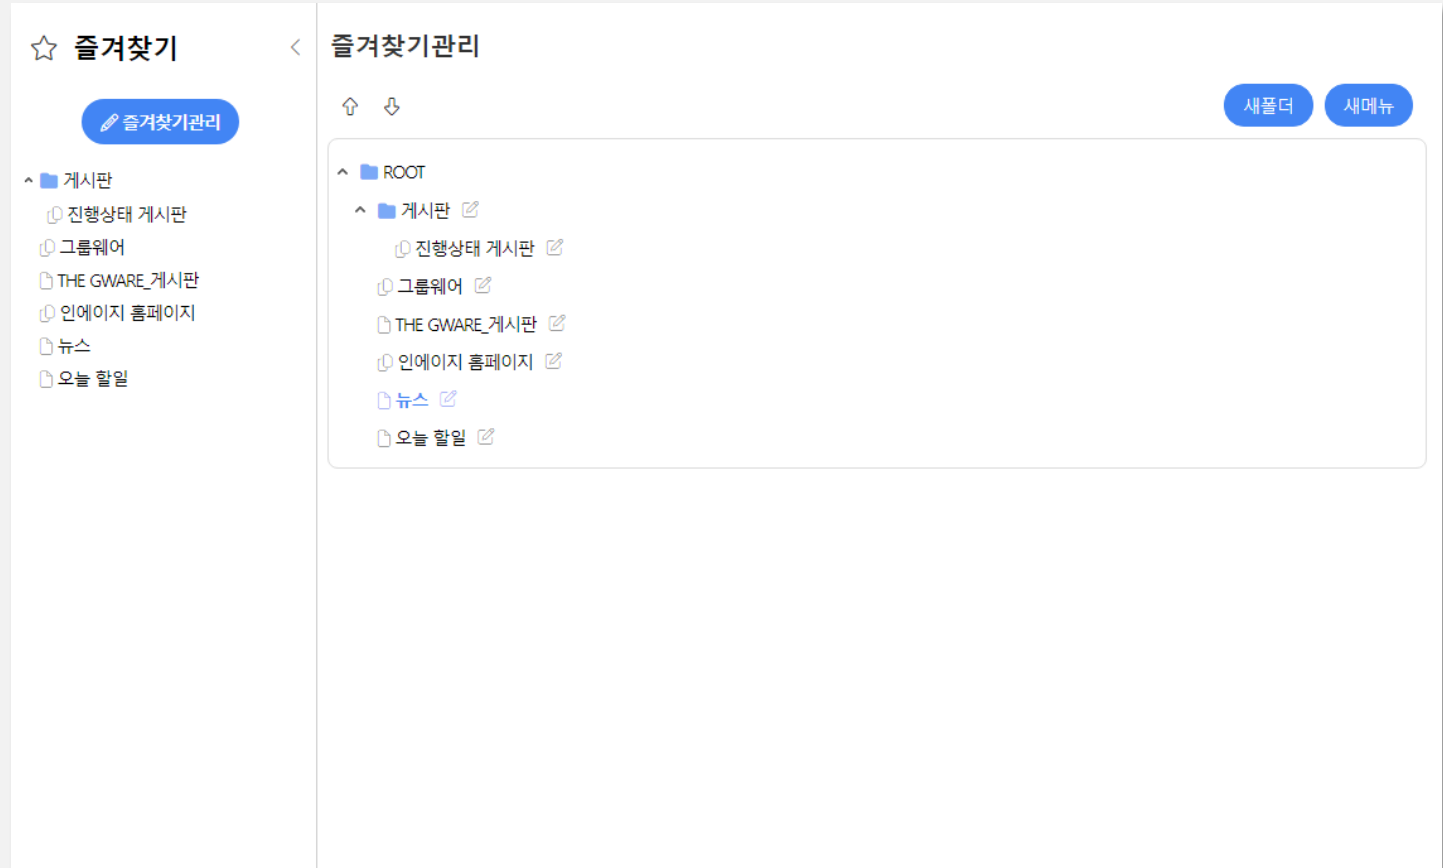 즐겨찾기
즐겨찾기관리
게시판
진행상태 게시판
그룹웨어
THE GWARE_게시판
인에이지 홈페이지
뉴스
오늘 할일
즐겨찾기관리
새폴더
새메뉴
ROOT
게시판
진행상태 게시판
그룹웨어
THE GWARE_게시판
인에이지 홈페이지
뉴스
오늘 할일